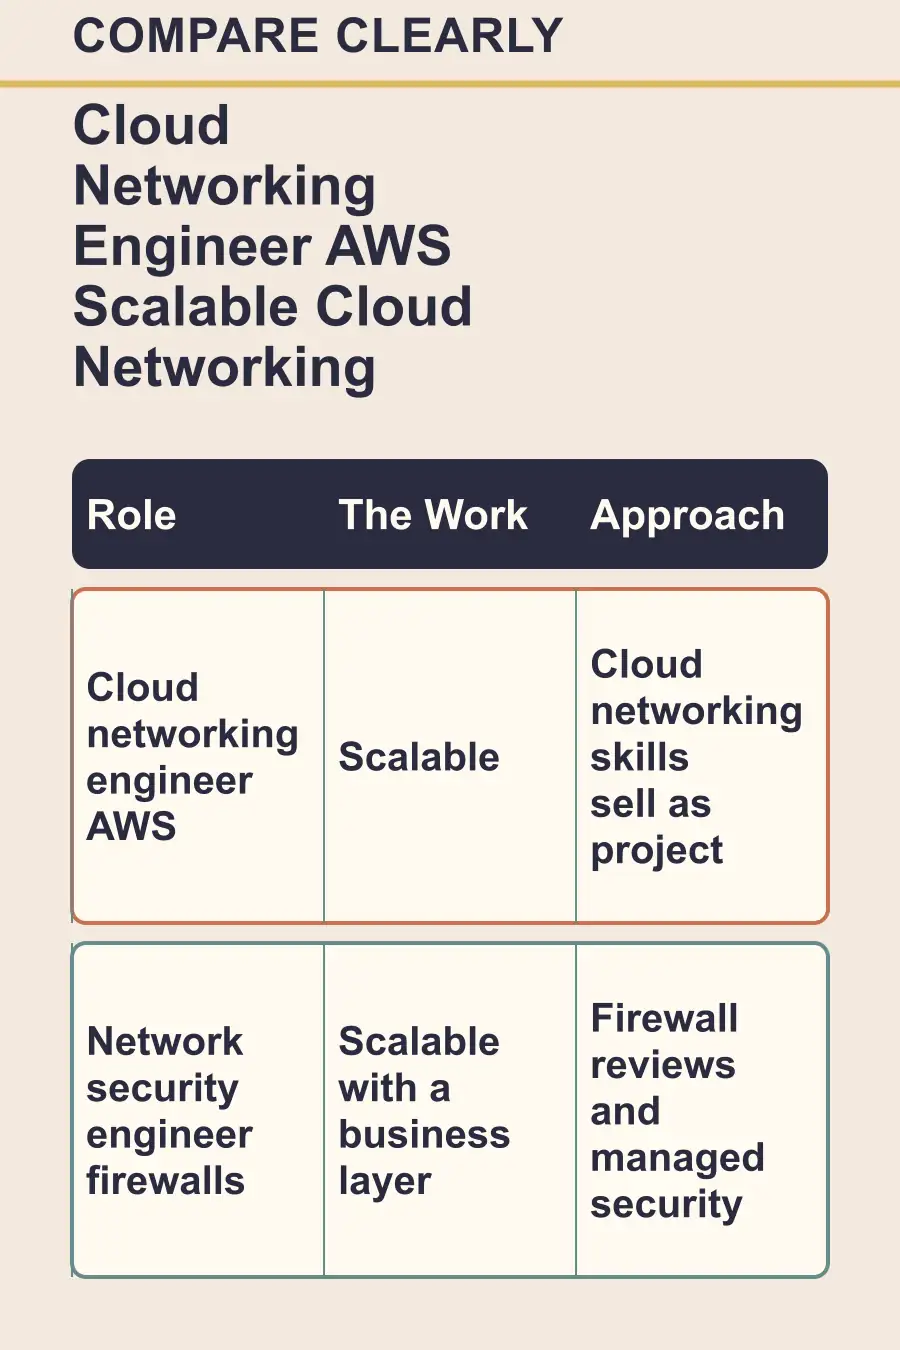 COMPARE CLEARLY
Cloud
Networking
Engineer AWS
Scalable Cloud
Networking
Role
The Work
Approach
Cloud
networking
engineer
AWS
Scalable
Cloud
networking
skills
sell as
project
Network
security
engineer
firewalls
Scalable
with a
business
layer
Firewall
reviews
and
managed
security